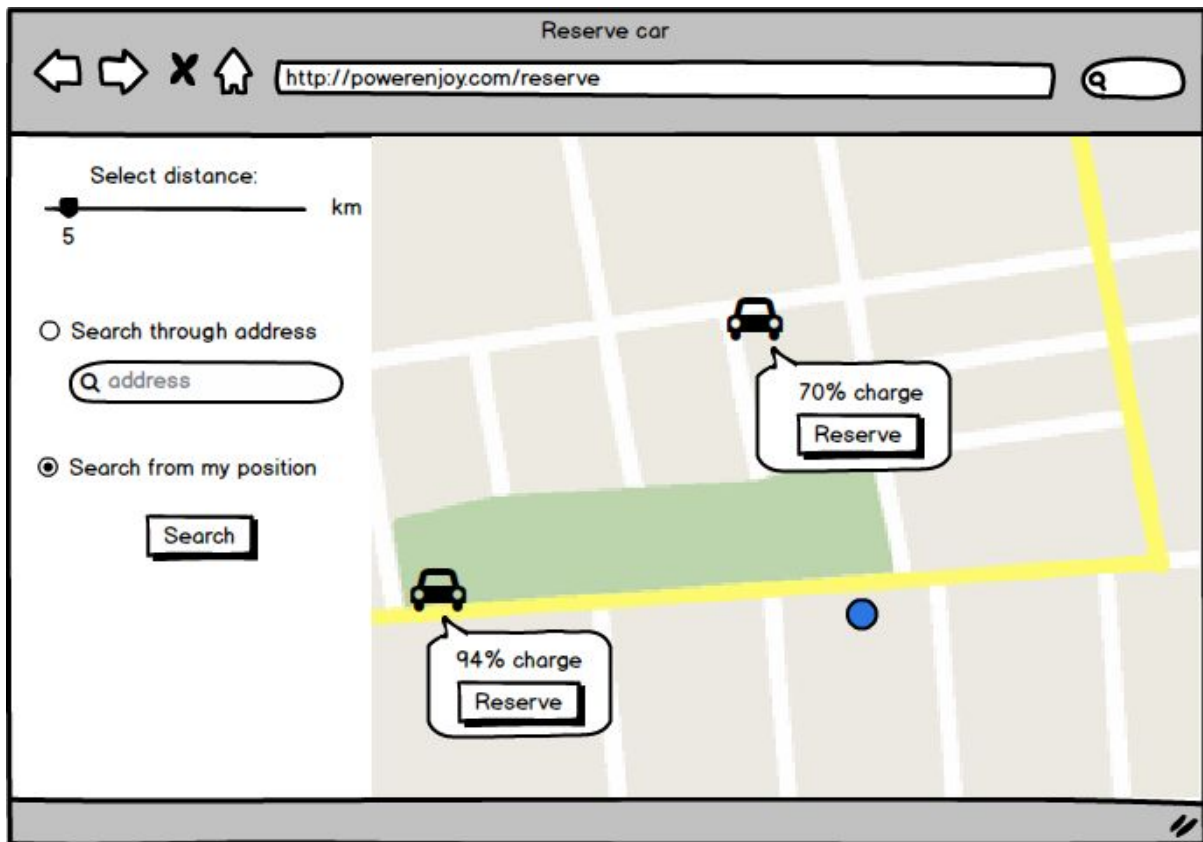 Reserve car
http://powerenjoy.com/reserve
Select distance:
km
5
Search through address
address
Search from my position
Search
70% charge
Reserve
94% charge
Reserve